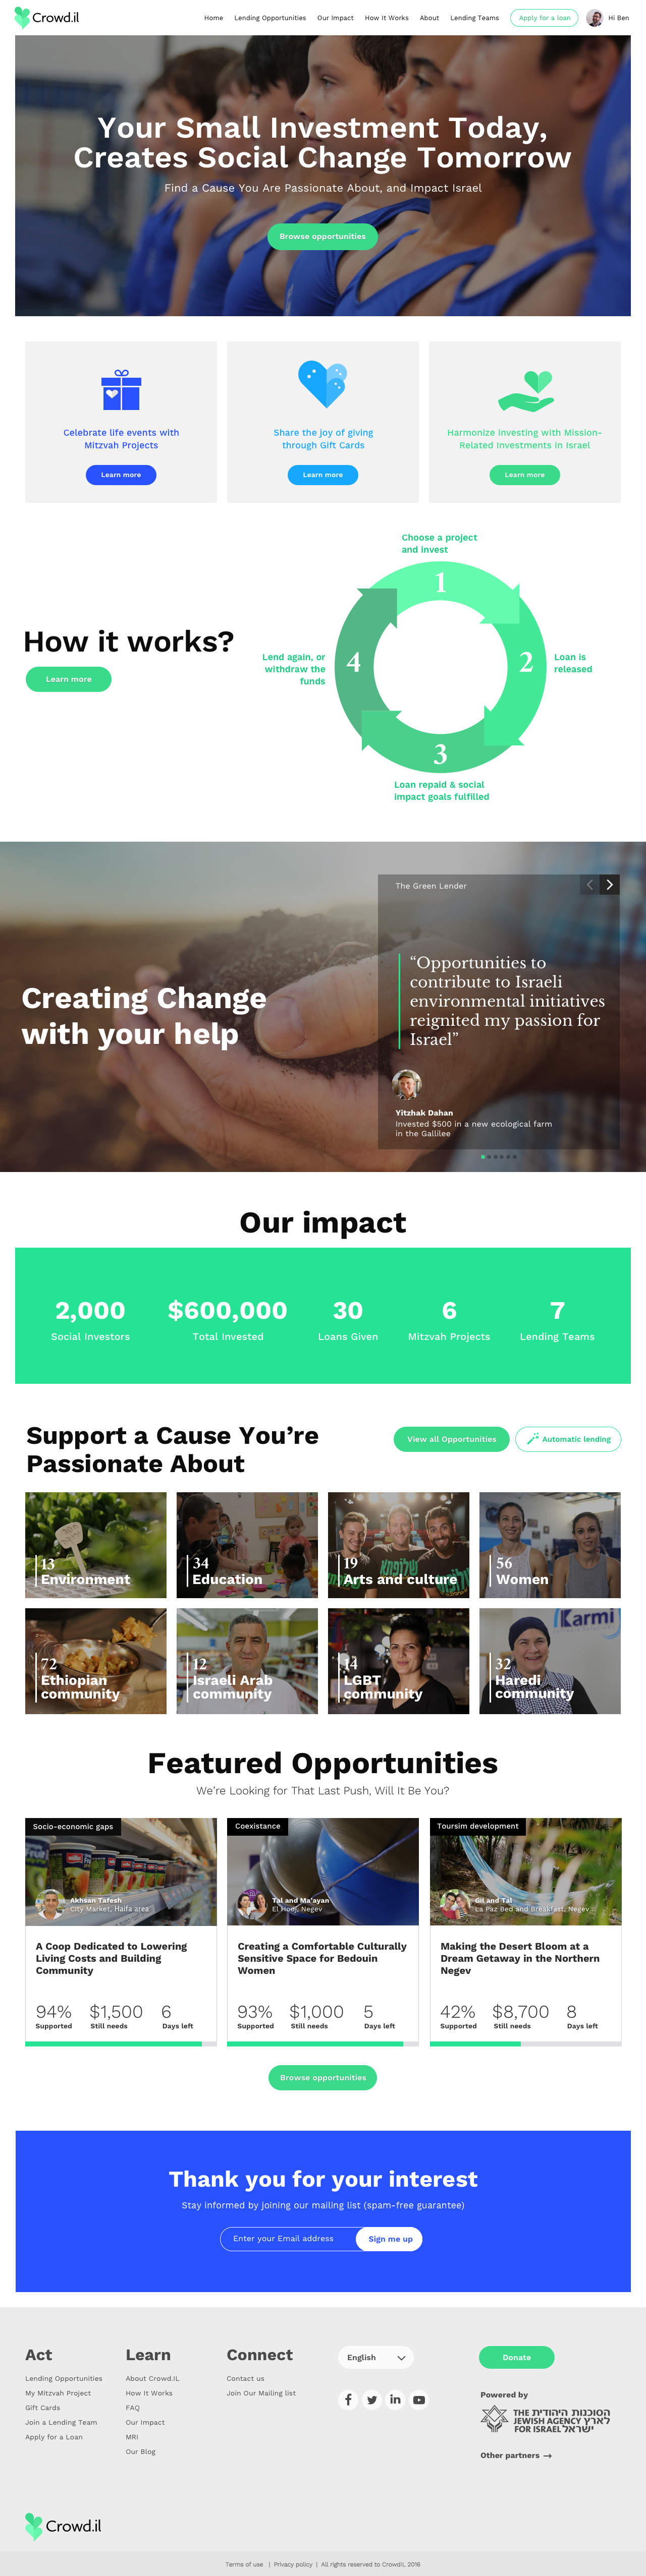 Crowd.il
Home Lending Opportunities Our Impact How It Works About Lending Teams Apply for a loan Hi Ben
Your Small Investment Today,
Creates Social Change Tomorrow
Find a Cause You Are Passionate About, and Impact Israel
Browse opportunities
Celebrate life events with
Mitzvah Projects
Learn more
Share the joy of giving
through Gift Cards
Learn more
Harmonize Investing with Mission-
Related Investments in Israel
Learn more
How it works?
Learn more
Choose a project
and invest
1
2
Loan is
released
3
Loan repaid & social
impact goals fulfilled
4
Lend again, or
withdraw the
funds
Creating Change
with your help
The Green Lender
“Opportunities to
contribute to Israeli
environmental initiatives
reignited my passion for
Israel”
Yitzhak Dahan
Invested $500 in a new ecological farm
in the Gallilee
Our impact
2,000
Social Investors
$600,000
Total Invested
30
Loans Given
6
Mitzvah Projects
7
Lending Teams
Support a Cause You’re
Passionate About
View all Opportunities
Automatic lending
13
Environment
34
Education
19
Arts and culture
56
Women
72
Ethiopian
community
12
Israeli Arab
community
14
LGBT
community
Karmi
32
Haredi
community
Featured Opportunities
We’re Looking for That Last Push, Will It Be You?
Socio-economic gaps
Akhsan Tafesh
City Market, Haifa area
A Coop Dedicated to Lowering
Living Costs and Building
Community
94% $1,500 6
Supported Still needs Days left
Coexistance
Tal and Ma’ayan
El Hodj, Negev
Creating a Comfortable Culturally
Sensitive Space for Bedouin
Women
93% $1,000 5
Supported Still needs Days left
Toursim development
Gil and Tal
La Paz Bed and Breakfast, Negev
Making the Desert Bloom at a
Dream Getaway in the Northern
Negev
42% $8,700 8
Supported Still needs Days left
Browse opportunities
Thank you for your interest
Stay informed by joining our mailing list (spam-free guarantee)
Enter your Email address
Sign me up
Act
Lending Opportunities
My Mitzvah Project
Gift Cards
Join a Lending Team
Apply for a Loan
Learn
About Crowd.IL
How It Works
FAQ
Our Impact
MRI
Our Blog
Connect
Contact us
Join Our Mailing list
English
Donate
Powered by
THE הסוכנות היהודית
JEWISH AGENCY לארץ
FOR ISRAEL ישראל
Other partners →
Crowd.il
Terms of use | Privacy policy | All rights reserved to CrowdIL 2016